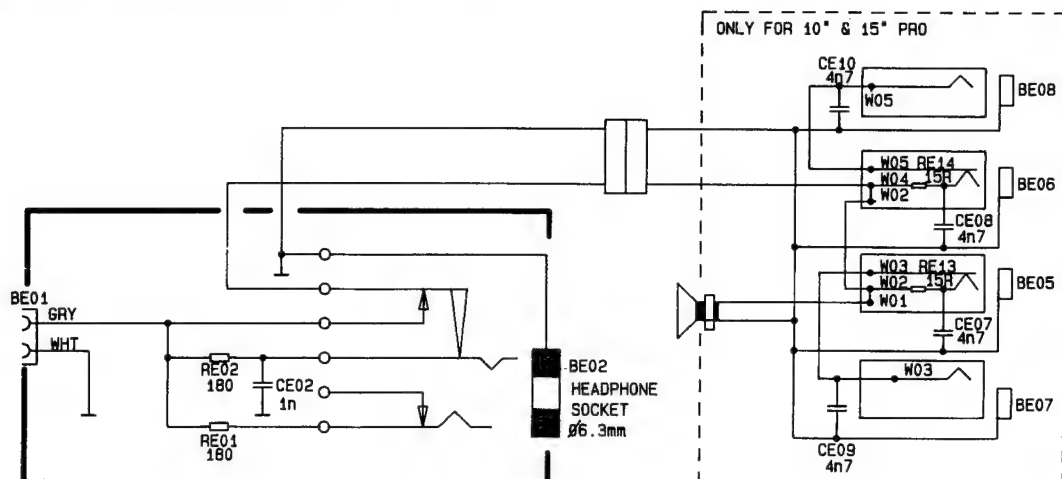 ONLY FOR 10" & 15" PRO
CE10
4n7
W05
BE08
W05 RE14
W04 15R
W02
BE06
CE08
4n7
W03 RE13
W02 15R
W01
BE05
CE07
4n7
W03
BE07
CE09
4n7
BE01
GRY
WHT
RE02
180
CE02
1n
RE01
180
BE02
HEADPHONE
SOCKET
Ø6.3mm